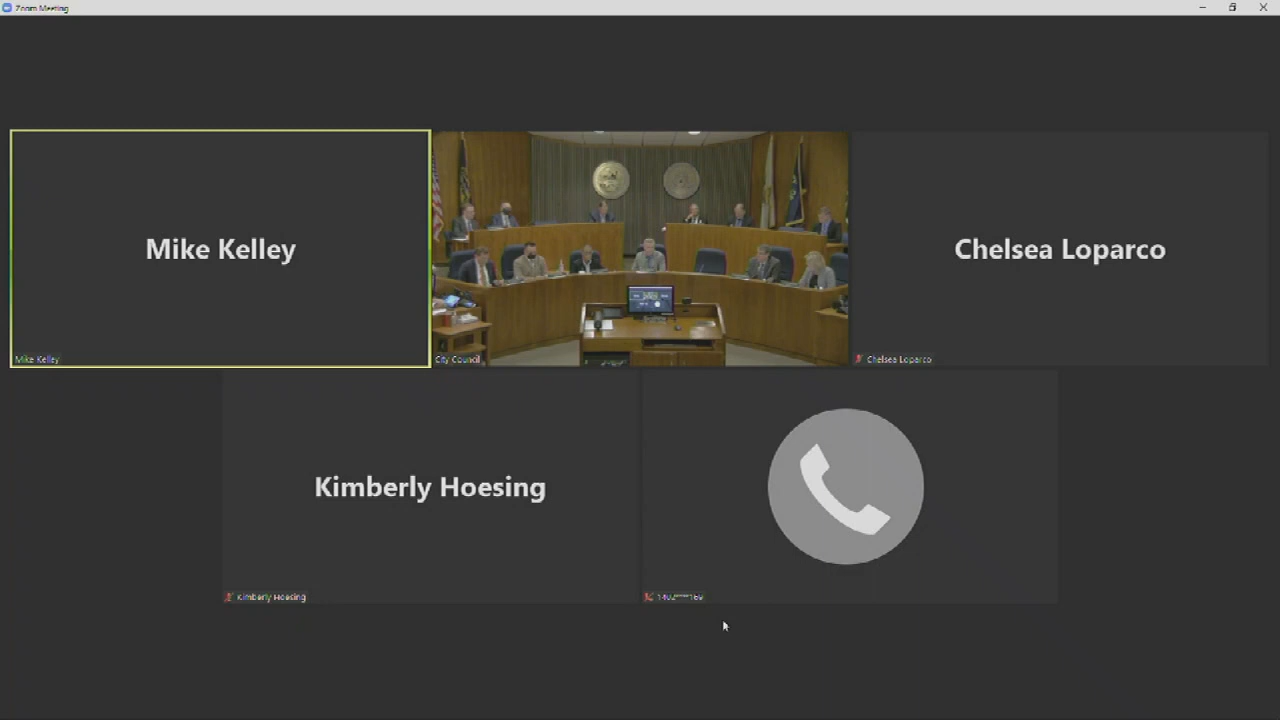 Zoom Meeting
Mike Kelley
Mike Kelley
City Council
Chelsea Loparco
Chelsea Loparco
Kimberly Hoesing
Kimberly Hoesing